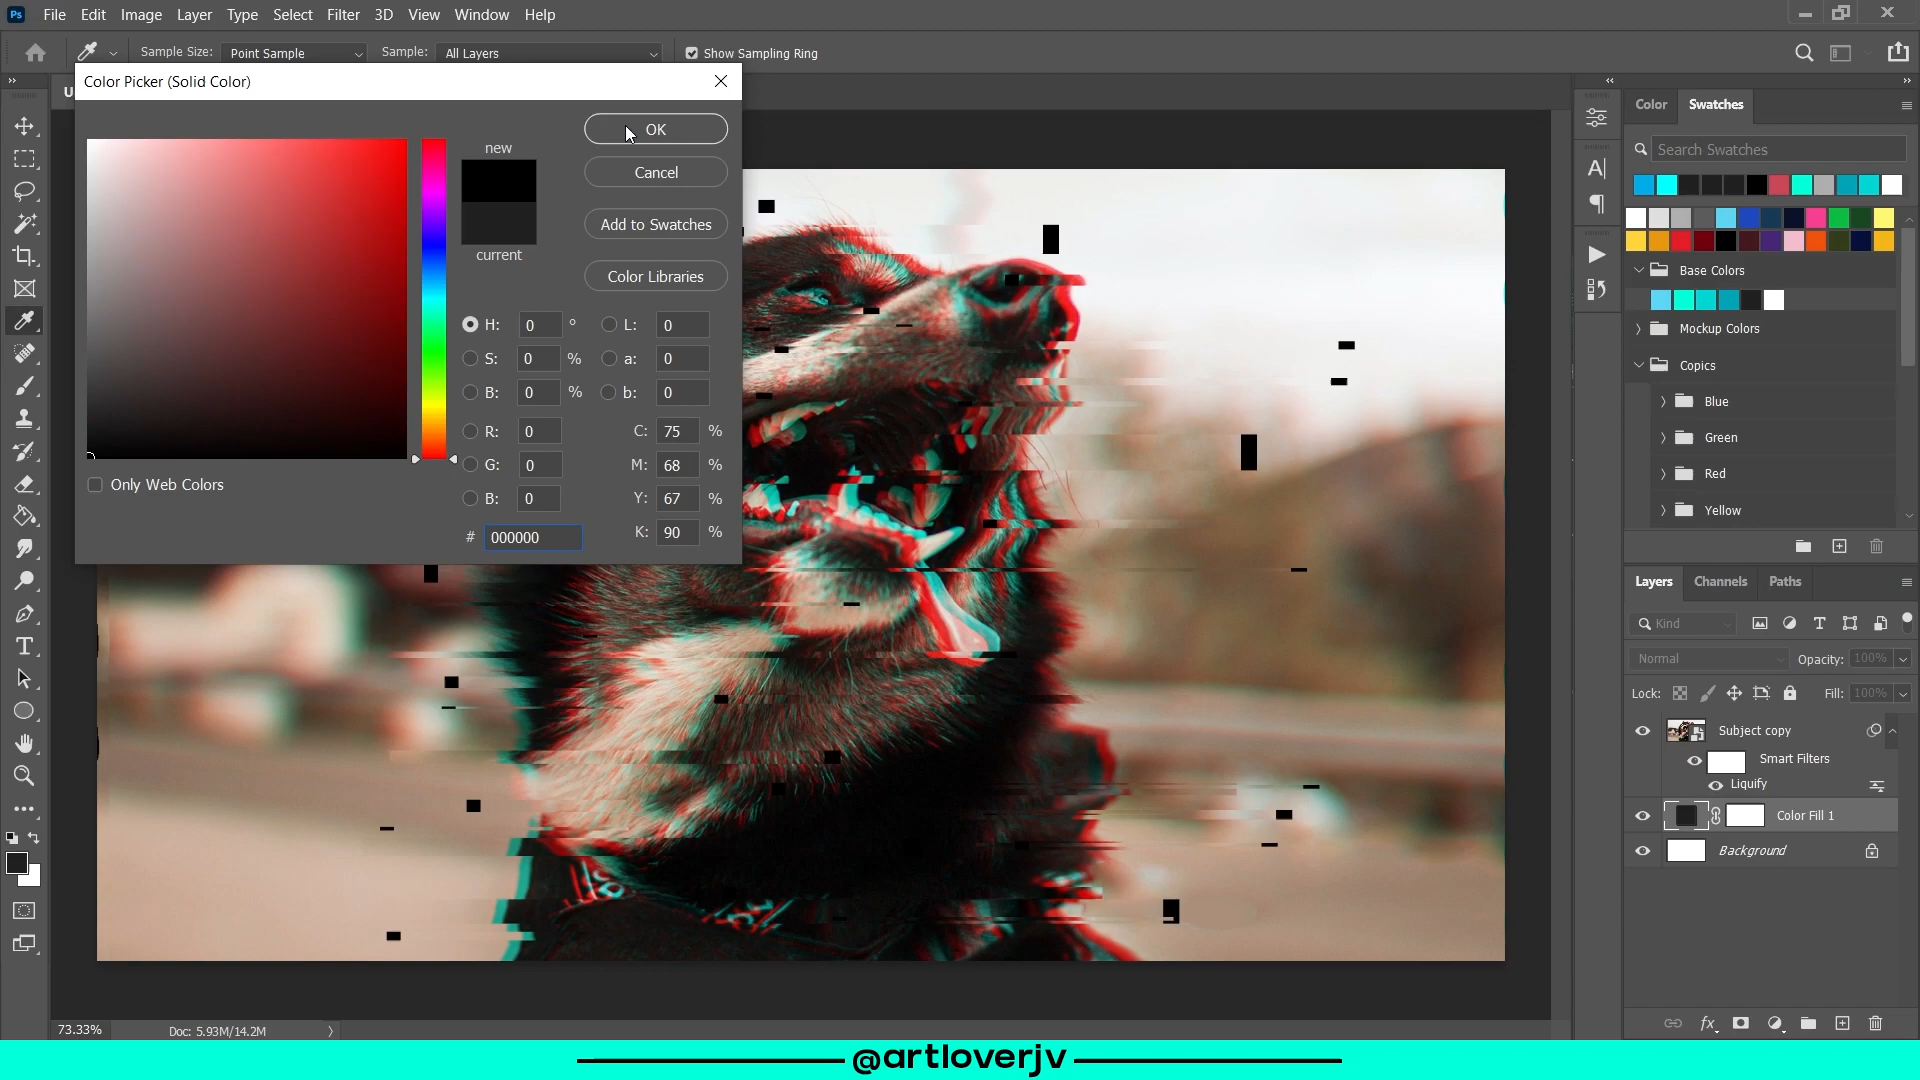 Ps File Edit Image Layer Type Select Filter 3D View Window Help
Sample Size: Point Sample Sample: All Layers Show Sampling Ring
Color Picker (Solid Color)
U
OK
new
Cancel
Add to Swatches
current
Color Libraries
H: 0 ° L: 0
S: 0 % a: 0
B: 0 % b: 0
R: 0 C: 75 %
G: 0 M: 68 %
B: 0 Y: 67 %
# 000000 K: 90 %
Only Web Colors
Color Swatches
Search Swatches
Base Colors
Mockup Colors
Copics
Blue
Green
Red
Yellow
Layers Channels Paths
Kind
Normal Opacity: 100%
Lock: Fill: 100%
Subject copy
Smart Filters
Liquify
Color Fill 1
Background
fx
73.33% Doc: 5.93M/14.2M
@artloverjv